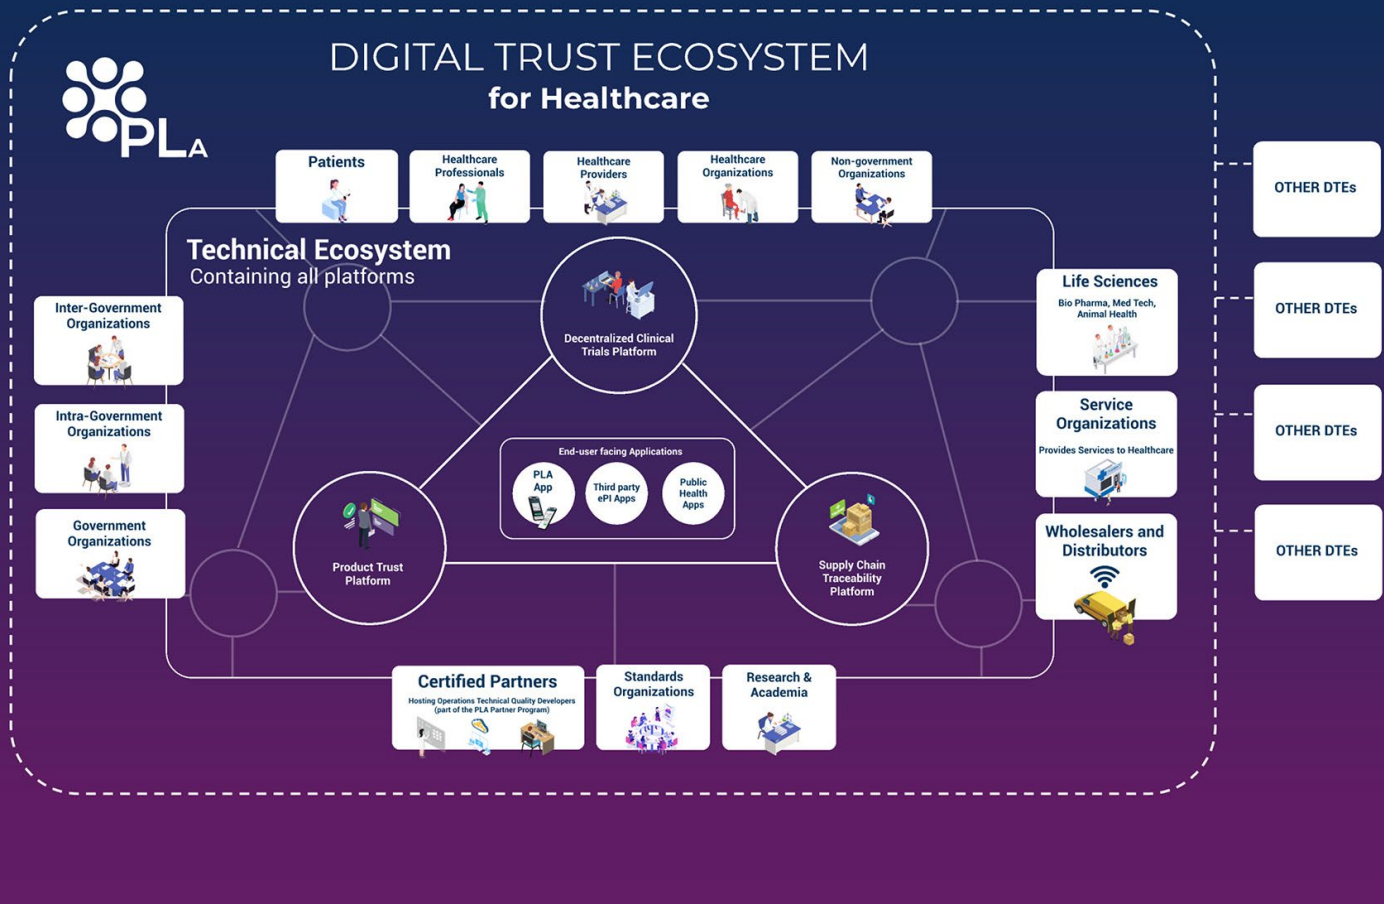 DIGITAL TRUST ECOSYSTEM
for Healthcare
PLA
Patients
Healthcare
Professionals
Healthcare
Providers
Healthcare
Organizations
Non-government
Organizations
Technical Ecosystem
Containing all platforms
Inter-Government
Organizations
Intra-Government
Organizations
Government
Organizations
Decentralized Clinical
Trials Platform
End-user facing Applications
PLA
App
Third party
ePI Apps
Public
Health
Apps
Product Trust
Platform
Supply Chain
Traceability
Platform
Life Sciences
Bio Pharma, Med Tech,
Animal Health
Service
Organizations
Provides Services to Healthcare
Wholesalers and
Distributors
Certified Partners
Hosting Operations Technical Quality Developers
(part of the PLA Partner Program)
Standards
Organizations
Research &
Academia
OTHER DTEs
OTHER DTEs
OTHER DTEs
OTHER DTEs